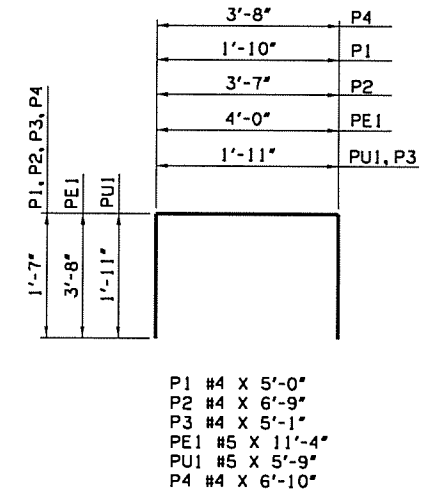 3'-8" P4
1'-10" P1
3'-7" P2
4'-0" PE1
1'-11" PU1, P3
P1, P2, P3, P4
PE1
PU1
1'-7"
3'-8"
1'-11"
P1 #4 X 5'-0"
P2 #4 X 6'-9"
P3 #4 X 5'-1"
PE1 #5 X 11'-4"
PU1 #5 X 5'-9"
P4 #4 X 6'-10"